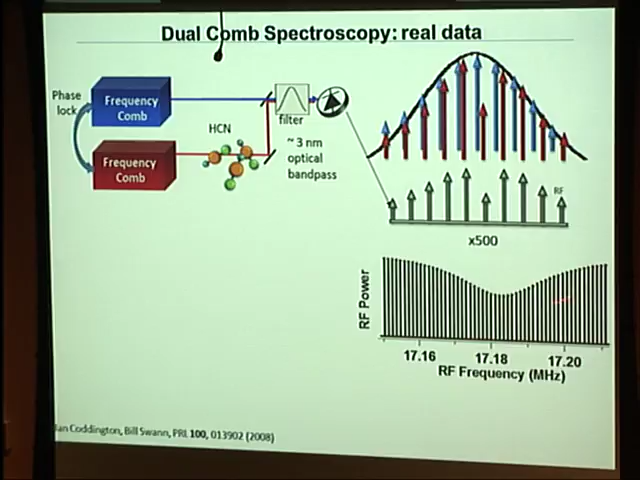 Dual Comb Spectroscopy: real data
Phase
lock
Frequency
Comb
Frequency
Comb
HCN
filter
~ 3 nm
optical
bandpass
RF
x500
RF Power
17.16
17.18
17.20
RF Frequency (MHz)
Ian Coddington, Bill Swann, PRL 100, 013902 (2008)